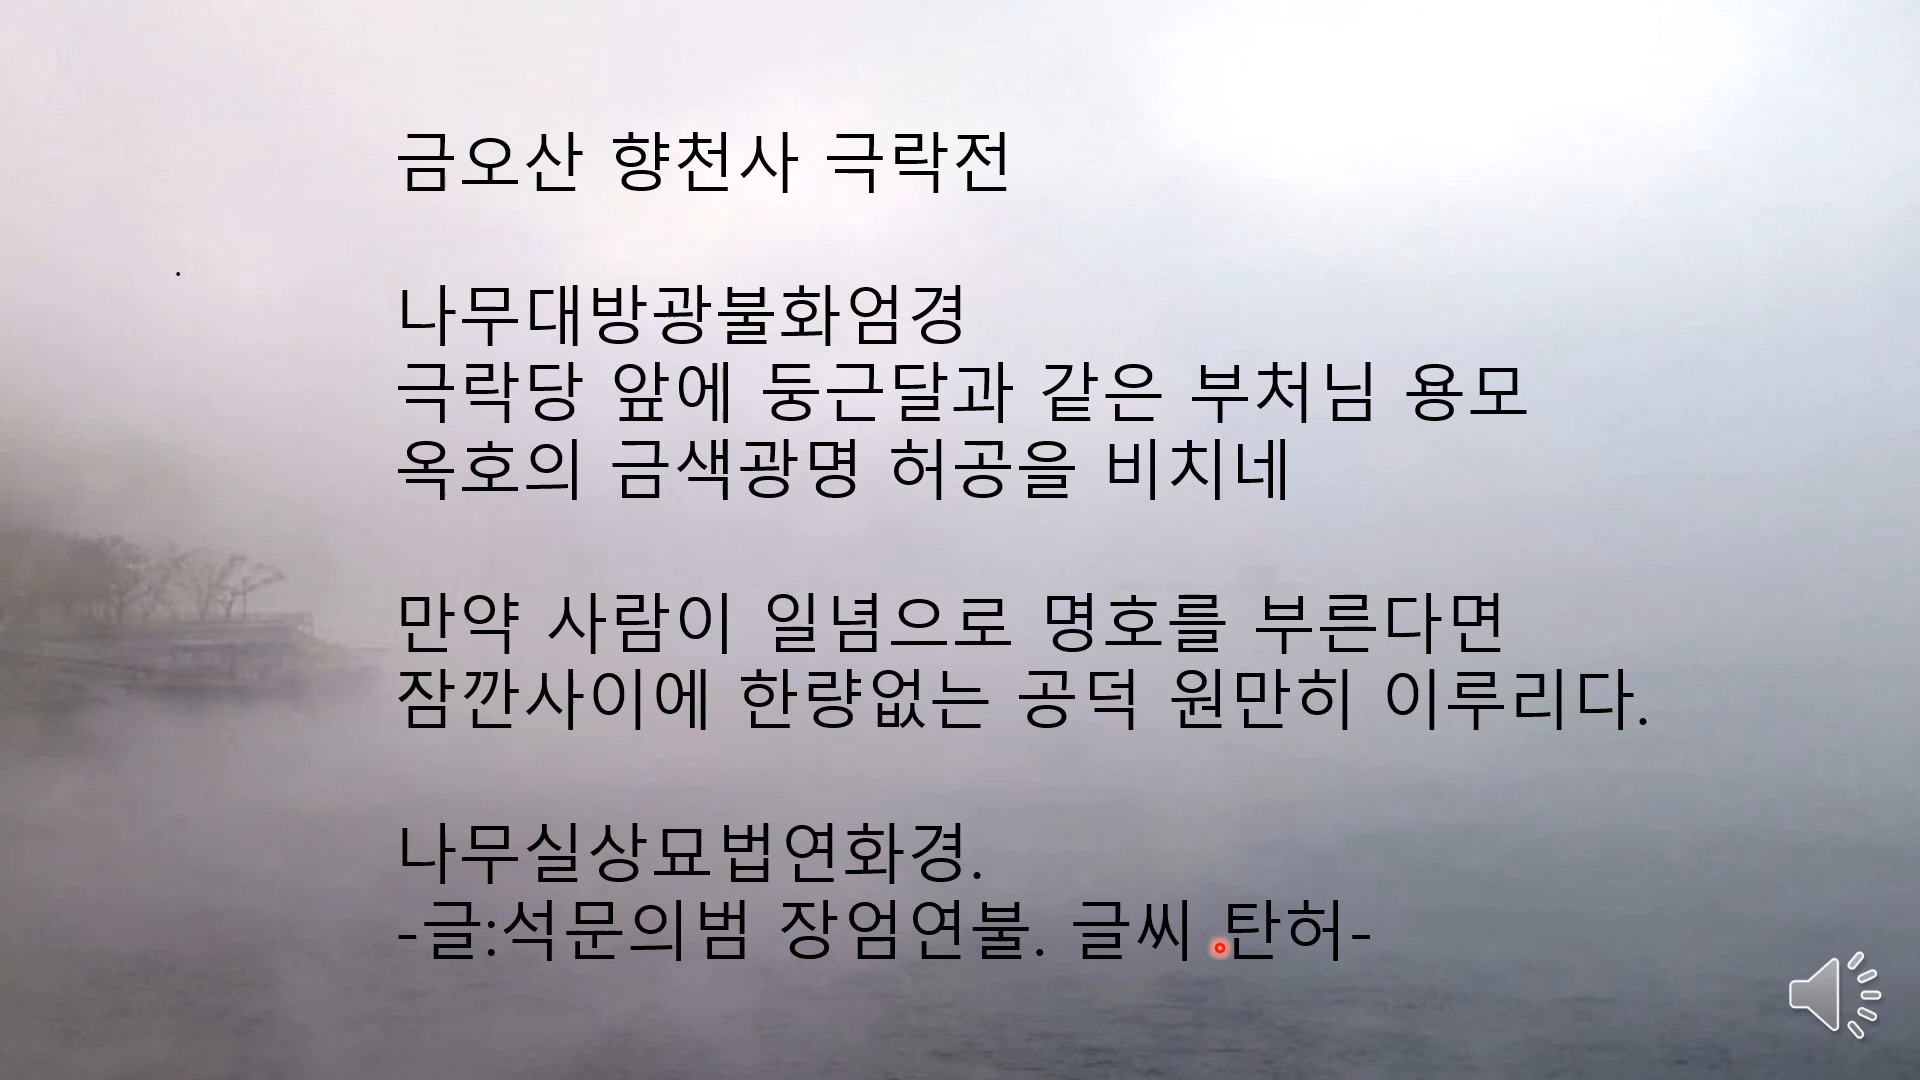 금오산 향천사 극락전
나무대방광불화엄경
극락당 앞에 둥근달과 같은 부처님 용모
옥호의 금색광명 허공을 비치네
만약 사람이 일념으로 명호를 부른다면
잠깐사이에 한량없는 공덕 원만히 이루리다.
나무실상묘법연화경.
-글:석문의범 장엄연불. 글씨 탄허-